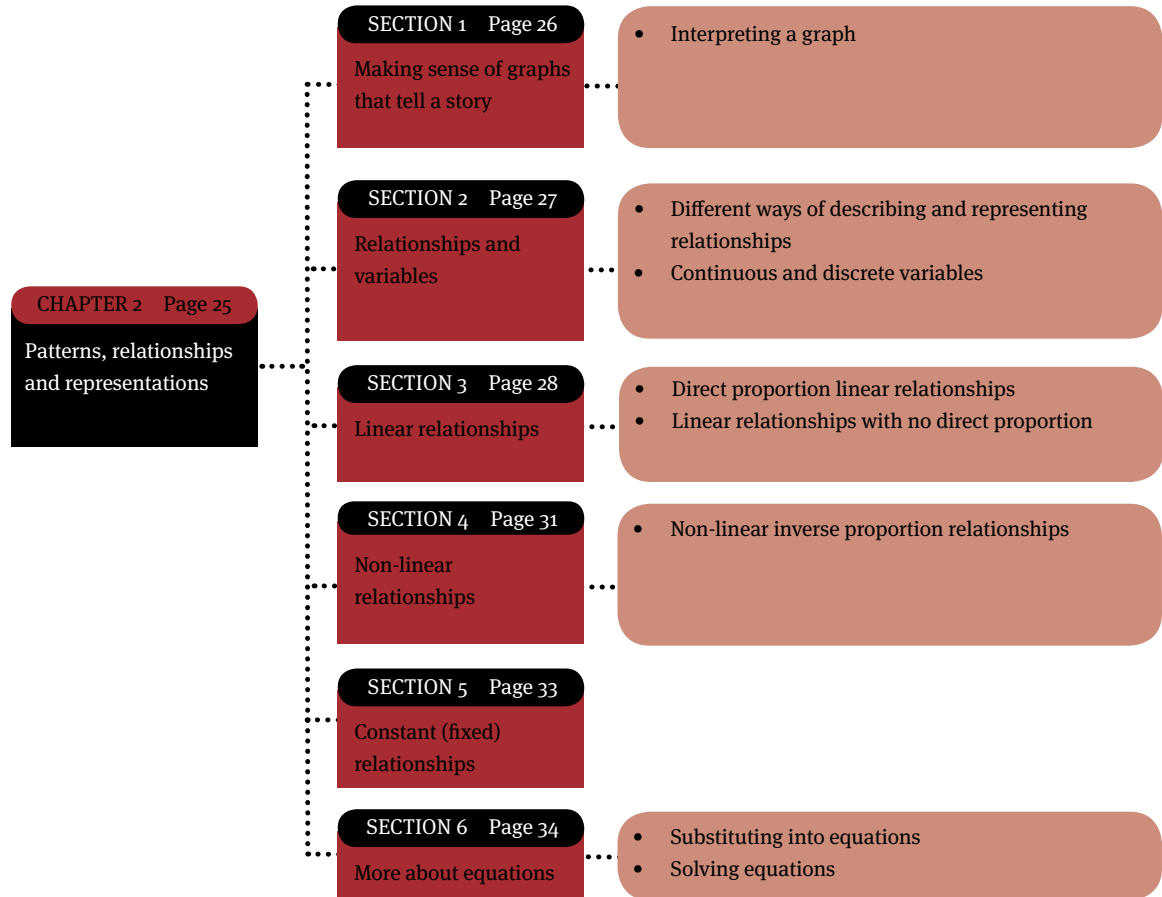 CHAPTER 2 Page 25
Patterns, relationships
and representations
SECTION 1 Page 26
Making sense of graphs
that tell a story
• Interpreting a graph
SECTION 2 Page 27
Relationships and
variables
• Different ways of describing and representing
relationships
• Continuous and discrete variables
SECTION 3 Page 28
Linear relationships
• Direct proportion linear relationships
• Linear relationships with no direct proportion
SECTION 4 Page 31
Non-linear
relationships
• Non-linear inverse proportion relationships
SECTION 5 Page 33
Constant (fixed)
relationships
SECTION 6 Page 34
More about equations
• Substituting into equations
• Solving equations